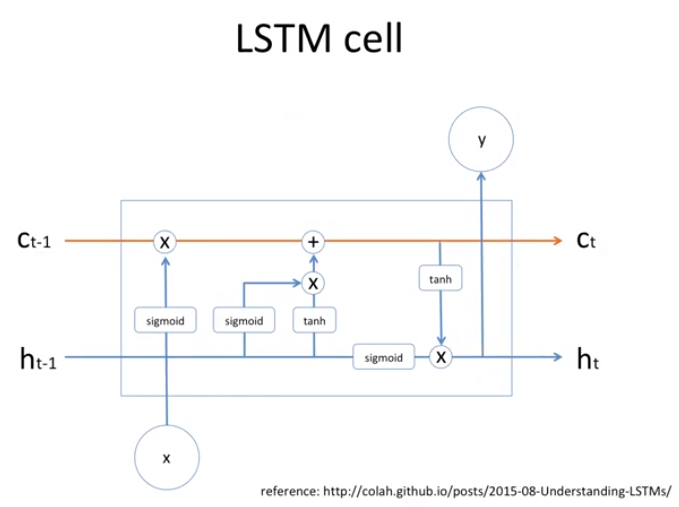 LSTM cell
y
Ct-1
X
+
Ct
X
tanh
sigmoid
sigmoid
tanh
ht-1
sigmoid
X
ht
x
reference: http://colah.github.io/posts/2015-08-Understanding-LSTMs/